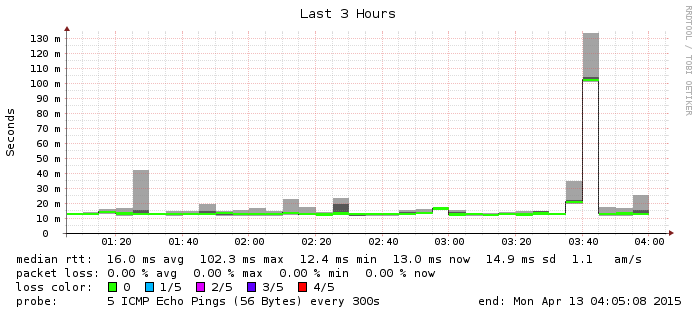 Last 3 Hours
RRDTOOL / TOBI OETIKER
Seconds
130 m
120 m
110 m
100 m
90 m
80 m
70 m
60 m
50 m
40 m
30 m
20 m
10 m
0
01:20 01:40 02:00 02:20 02:40 03:00 03:20 03:40 04:00
median rtt: 16.0 ms avg 102.3 ms max 12.4 ms min 13.0 ms now 14.9 ms sd 1.1 am/s
packet loss: 0.00 % avg 0.00 % max 0.00 % min 0.00 % now
loss color: 0 1/5 2/5 3/5 4/5
probe: 5 ICMP Echo Pings (56 Bytes) every 300s end: Mon Apr 13 04:05:08 2015